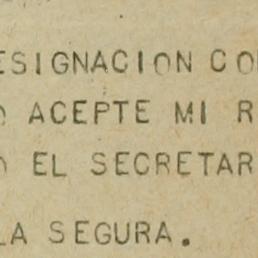 ESIGNACION CO
O ACEPTE MI R
O EL SECRETAR
LA SEGURA.